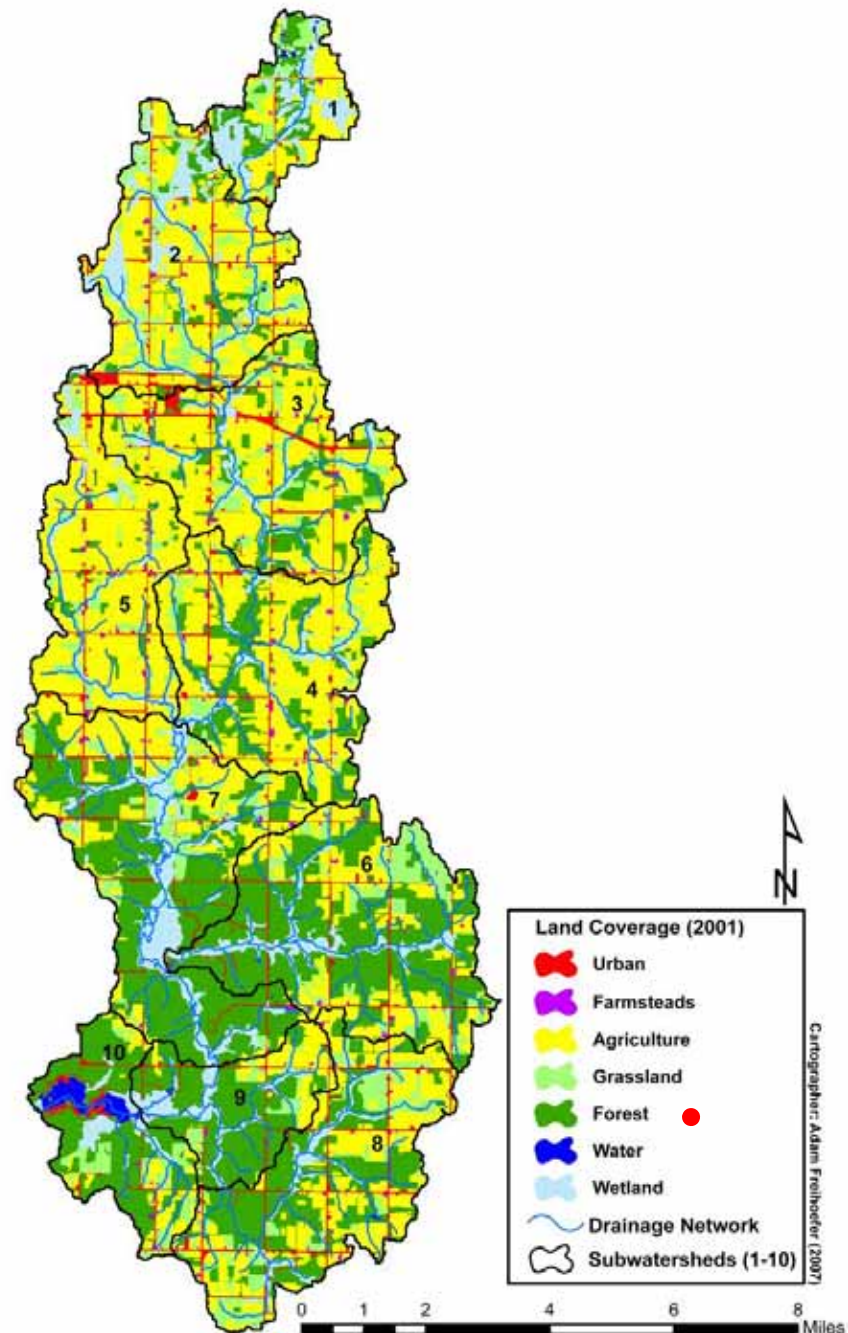 1
2
3
5
4
7
6
10
9
8
N
Land Coverage (2001)
Urban
Farmsteads
Agriculture
Grassland
Forest
Water
Wetland
Drainage Network
Subwatersheds (1-10)
Cartographer: Adam Freihoefer (2007)
0 1 2 4 6 8
Miles